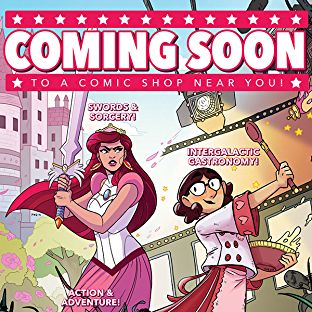 COMING SOON
TO A COMIC SHOP NEAR YOU!
SWORDS &
SORCERY!
INTERGALACTIC
GASTRONOMY!
ACTION &
ADVENTURE!